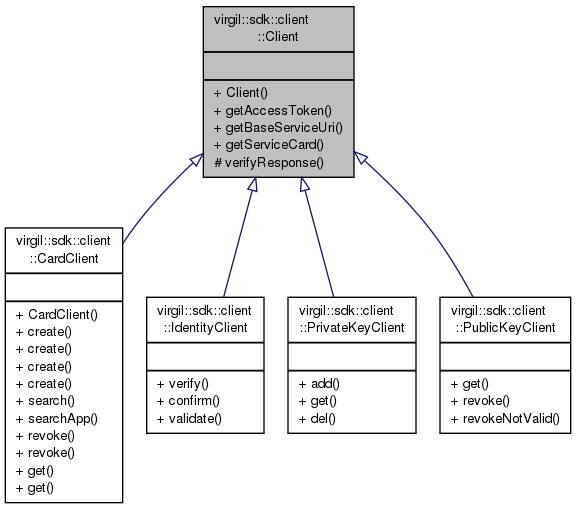 virgil::sdk::client
::Client
+ Client()
+ getAccessToken()
+ getBaseServiceUri()
+ getServiceCard()
# verifyResponse()
virgil::sdk::client
::CardClient
+ CardClient()
+ create()
+ create()
+ create()
+ create()
+ search()
+ searchApp()
+ revoke()
+ revoke()
+ get()
+ get()
virgil::sdk::client
::IdentityClient
+ verify()
+ confirm()
+ validate()
virgil::sdk::client
::PrivateKeyClient
+ add()
+ get()
+ del()
virgil::sdk::client
::PublicKeyClient
+ get()
+ revoke()
+ revokeNotValid()